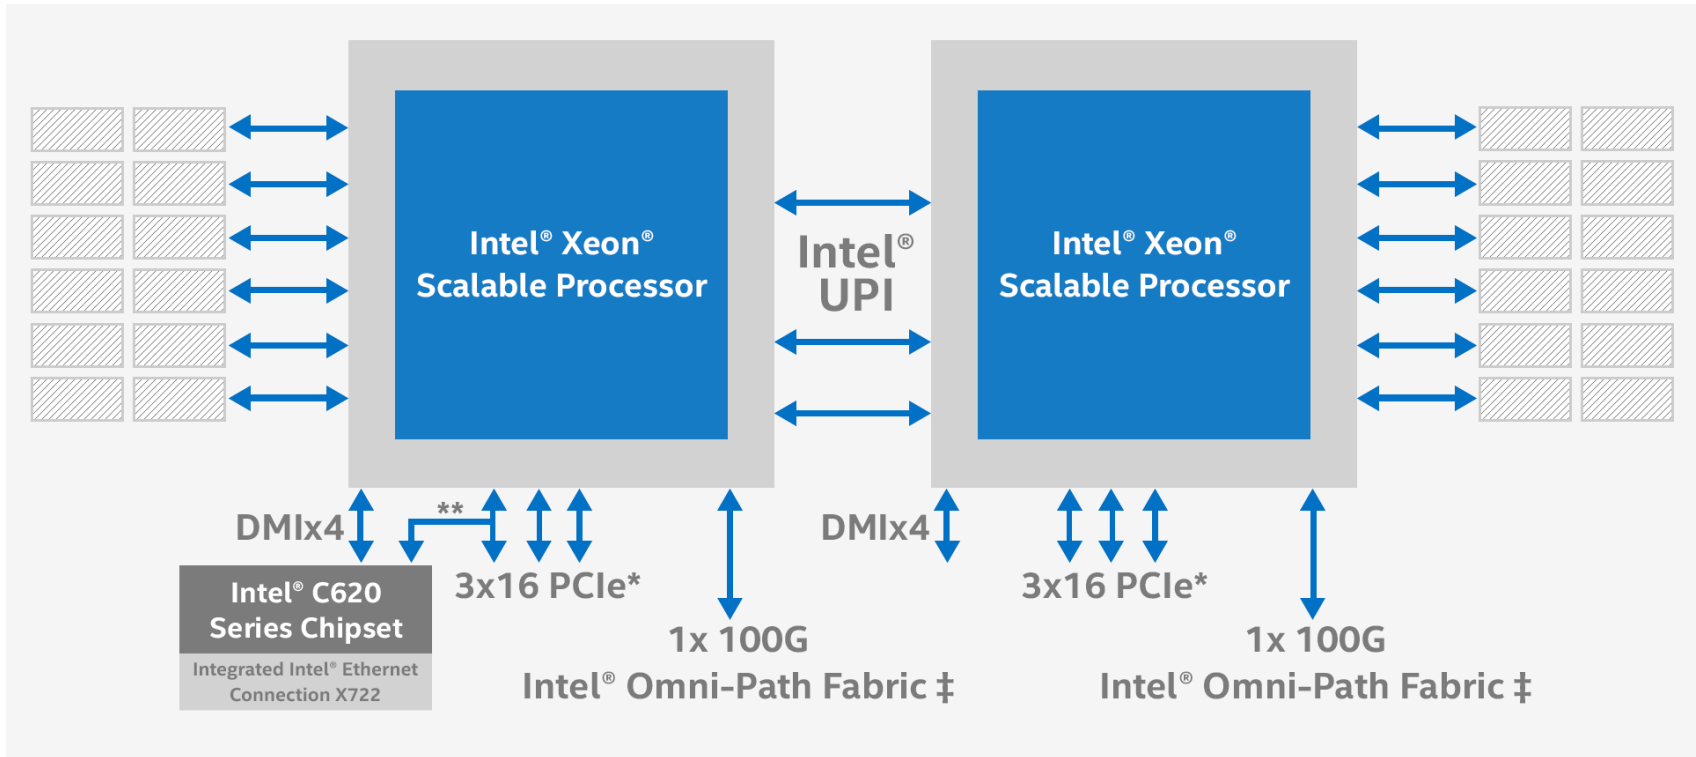 Intel® Xeon®
Scalable Processor
Intel®
UPI
Intel® Xeon®
Scalable Processor
DMIx4
**
3x16 PCIe*
DMIx4
3x16 PCIe*
Intel® C620
Series Chipset
Integrated Intel® Ethernet
Connection X722
1x 100G
Intel® Omni-Path Fabric ‡
1x 100G
Intel® Omni-Path Fabric ‡